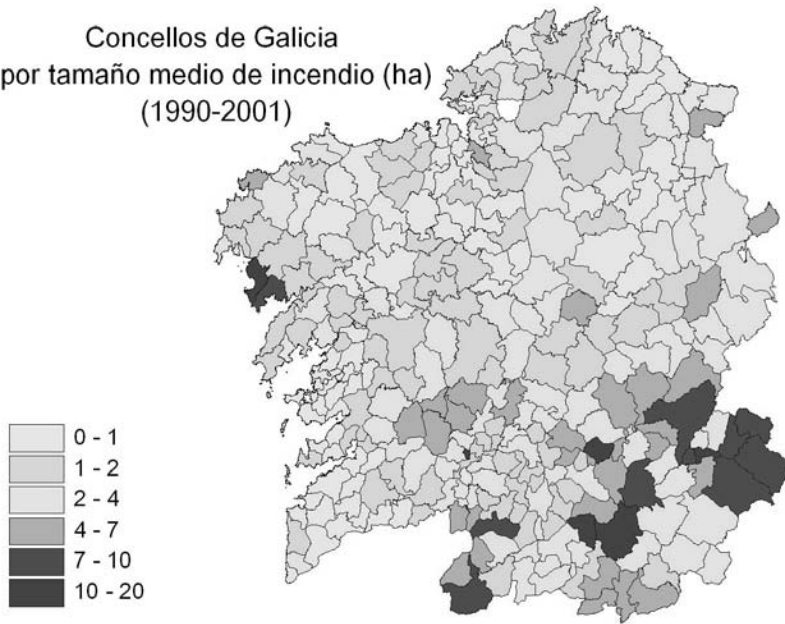 Concellos de Galicia
por tamaño medio de incendio (ha)
(1990-2001)
0 - 1
1 - 2
2 - 4
4 - 7
7 - 10
10 - 20